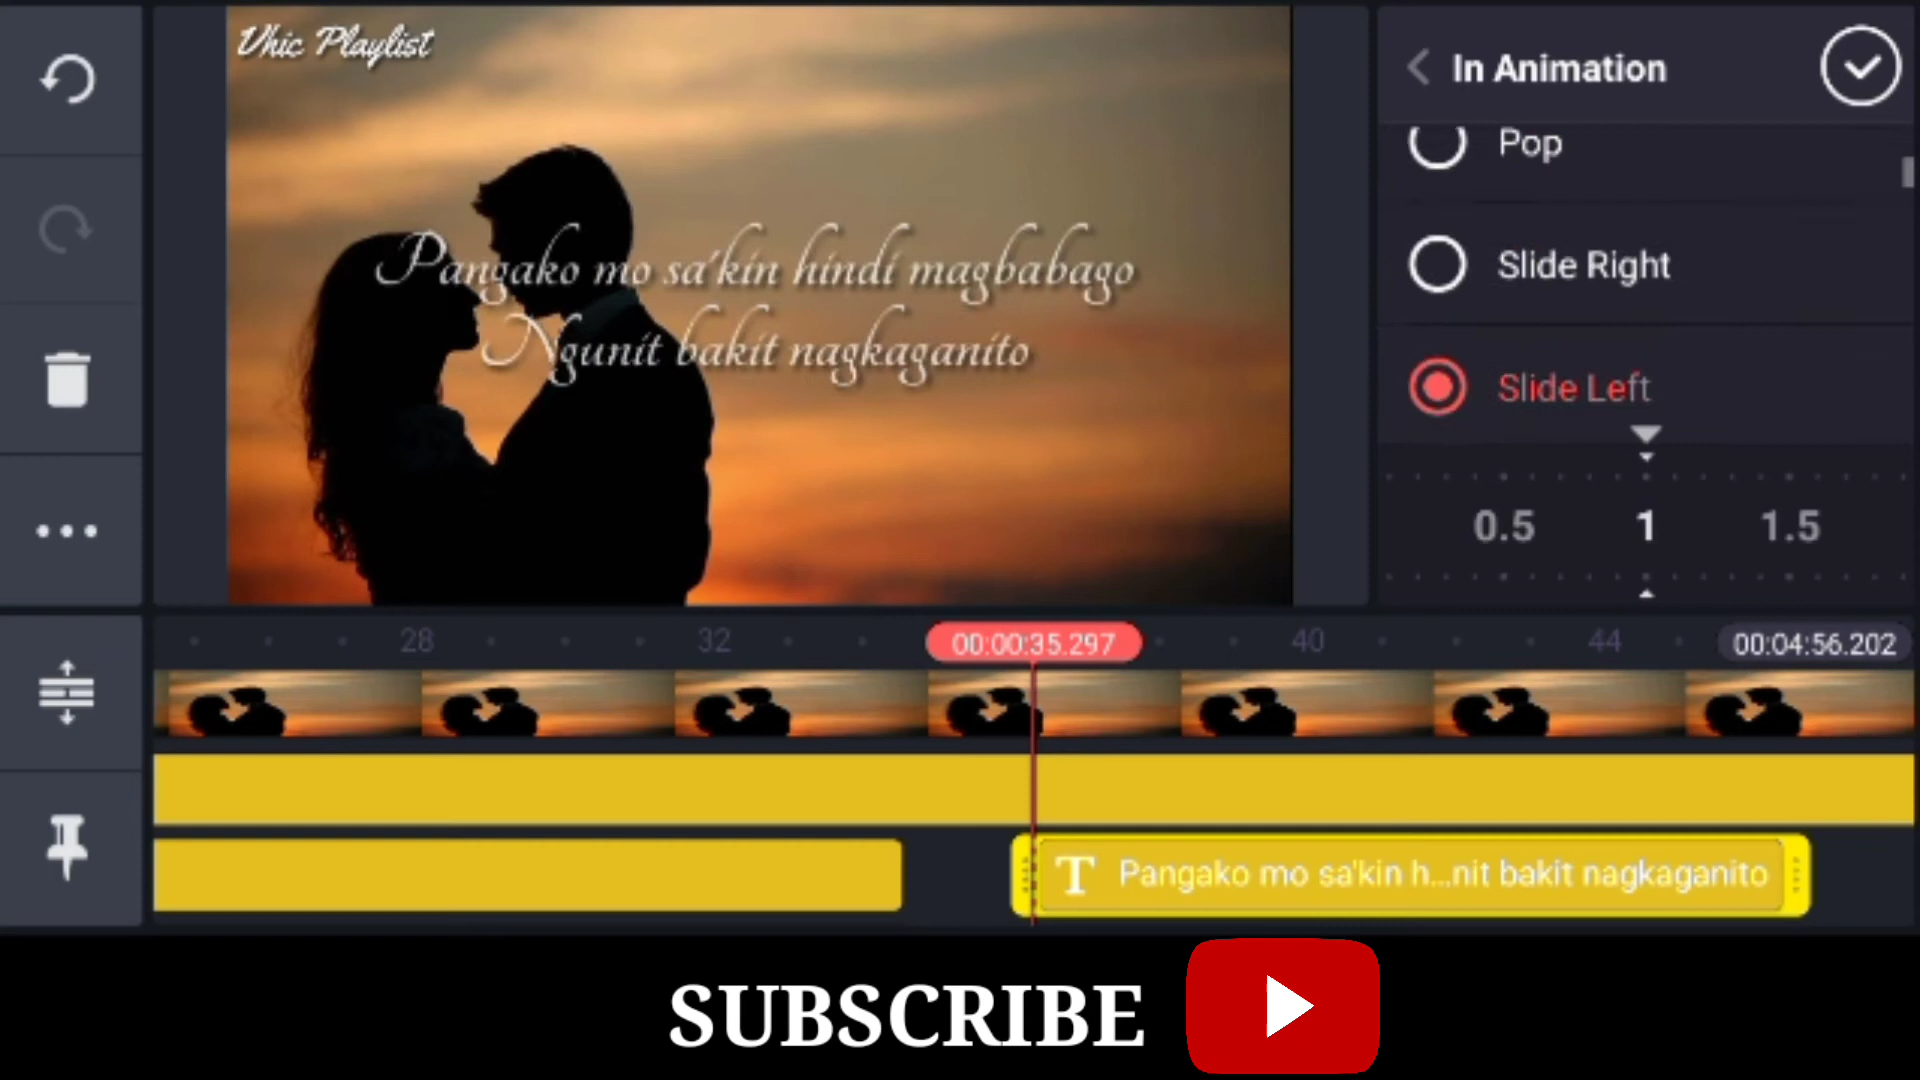 Vhic Playlist
Pangako mo sa'kin hindi magbabago
Ngunit bakit nagkaganito
In Animation
Pop
Slide Right
Slide Left
0.5 1 1.5
28 32 00:00:35.297 40 44 00:04:56.202
T Pangako mo sa'kin h...nit bakit nagkaganito
SUBSCRIBE